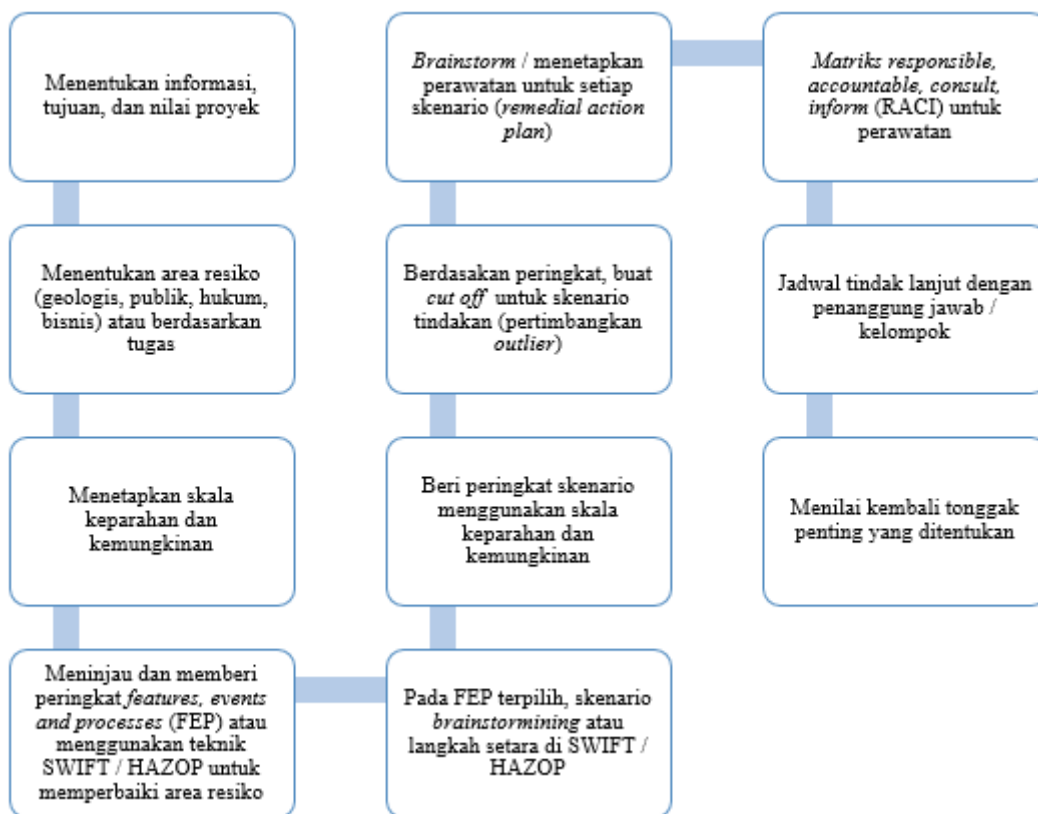 Menentukan informasi,
tujuan, dan nilai proyek
Menentukan area resiko
(geologis, publik, hukum,
bisnis) atau berdasarkan
tugas
Menetapkan skala
keparahan dan
kemungkinan
Meninjau dan memberi
peringkat features, events
and processes (FEP) atau
menggunakan teknik
SWIFT / HAZOP untuk
memperbaiki area resiko
Pada FEP terpilih, skenario
brainstormining atau
langkah setara di SWIFT /
HAZOP
Beri peringkat skenario
menggunakan skala
keparahan dan
kemungkinan
Berdasakan peringkat, buat
cut off untuk skenario
tindakan (pertimbangkan
outlier)
Brainstorm / menetapkan
perawatan untuk setiap
skenario (remedial action
plan)
Matriks responsible,
accountable, consult,
inform (RACI) untuk
perawatan
Jadwal tindak lanjut dengan
penanggung jawab /
kelompok
Menilai kembali tonggak
penting yang ditentukan